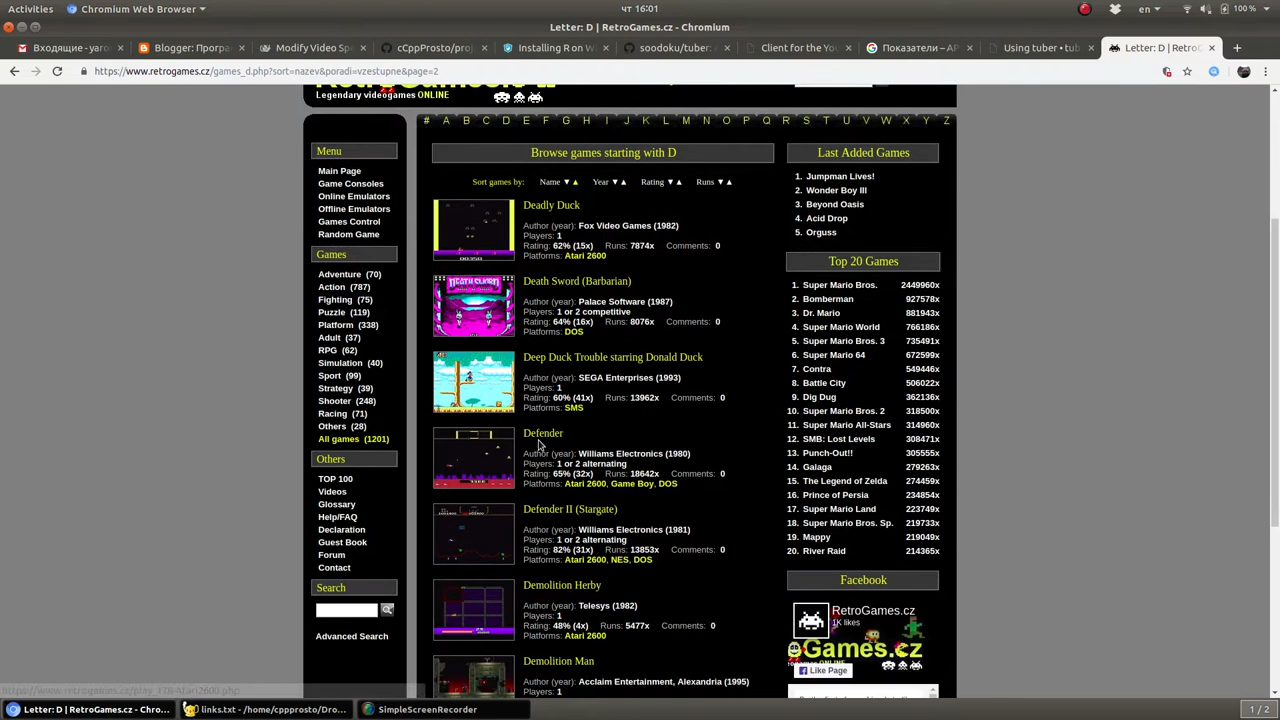 Activities
Chromium Web Browser
чт 16:01
en
100 %
Letter: D | RetroGames.cz - Chromium
Входящие - yaros
Blogger: Програм
Modify Video Spe
cCppProsto/proj
Installing R on Wi
soodoku/tuber: A
Client for the You
Показатели – AP
Using tuber • tub
Letter: D | RetroG
https://www.retrogames.cz/games_d.php?sort=nazev&poradi=vzestupne&page=2
Legendary videogames ONLINE
# A B C D E F G H I J K L M N O P Q R S T U V W X Y Z
Menu
Main Page
Game Consoles
Online Emulators
Offline Emulators
Games Control
Random Game
Games
Adventure (70)
Action (787)
Fighting (75)
Puzzle (119)
Platform (338)
Adult (37)
RPG (62)
Simulation (40)
Sport (99)
Strategy (39)
Shooter (248)
Racing (71)
Others (28)
All games (1201)
Others
TOP 100
Videos
Glossary
Help/FAQ
Declaration
Guest Book
Forum
Contact
Search
Advanced Search
Browse games starting with D
Sort games by: Name ▼▲ Year ▼▲ Rating ▼▲ Runs ▼▲
Deadly Duck
Author (year): Fox Video Games (1982)
Players: 1
Rating: 62% (15x) Runs: 7874x Comments: 0
Platforms: Atari 2600
DEATH SWORD
Death Sword (Barbarian)
Author (year): Palace Software (1987)
Players: 1 or 2 competitive
Rating: 64% (16x) Runs: 8076x Comments: 0
Platforms: DOS
Deep Duck Trouble starring Donald Duck
Author (year): SEGA Enterprises (1993)
Players: 1
Rating: 60% (41x) Runs: 13962x Comments: 0
Platforms: SMS
Defender
Author (year): Williams Electronics (1980)
Players: 1 or 2 alternating
Rating: 65% (32x) Runs: 18642x Comments: 0
Platforms: Atari 2600, Game Boy, DOS
Defender II (Stargate)
Author (year): Williams Electronics (1981)
Players: 1 or 2 alternating
Rating: 82% (31x) Runs: 13853x Comments: 0
Platforms: Atari 2600, NES, DOS
Demolition Herby
Author (year): Telesys (1982)
Players: 1
Rating: 48% (4x) Runs: 5477x Comments: 0
Platforms: Atari 2600
Demolition Man
Author (year): Acclaim Entertainment, Alexandria (1995)
Players: 1
Last Added Games
1. Jumpman Lives!
2. Wonder Boy III
3. Beyond Oasis
4. Acid Drop
5. Orguss
Top 20 Games
1. Super Mario Bros. 2449960x
2. Bomberman 927578x
3. Dr. Mario 881943x
4. Super Mario World 766186x
5. Super Mario Bros. 3 735491x
6. Super Mario 64 672599x
7. Contra 549446x
8. Battle City 506022x
9. Dig Dug 362136x
10. Super Mario Bros. 2 318500x
11. Super Mario All-Stars 314960x
12. SMB: Lost Levels 308471x
13. Punch-Out!! 305555x
14. Galaga 279263x
15. The Legend of Zelda 274459x
16. Prince of Persia 234854x
17. Super Mario Land 223749x
18. Super Mario Bros. Sp. 219733x
19. Mappy 219049x
20. River Raid 214365x
Facebook
RetroGames.cz
1K likes
Games.cz
Like Page
https://www.retrogames.cz/play_178-Atari2600.php
Letter: D | RetroGames.cz - Chro...
links.txt - /home/cppprosto/Dro...
SimpleScreenRecorder
1 / 2